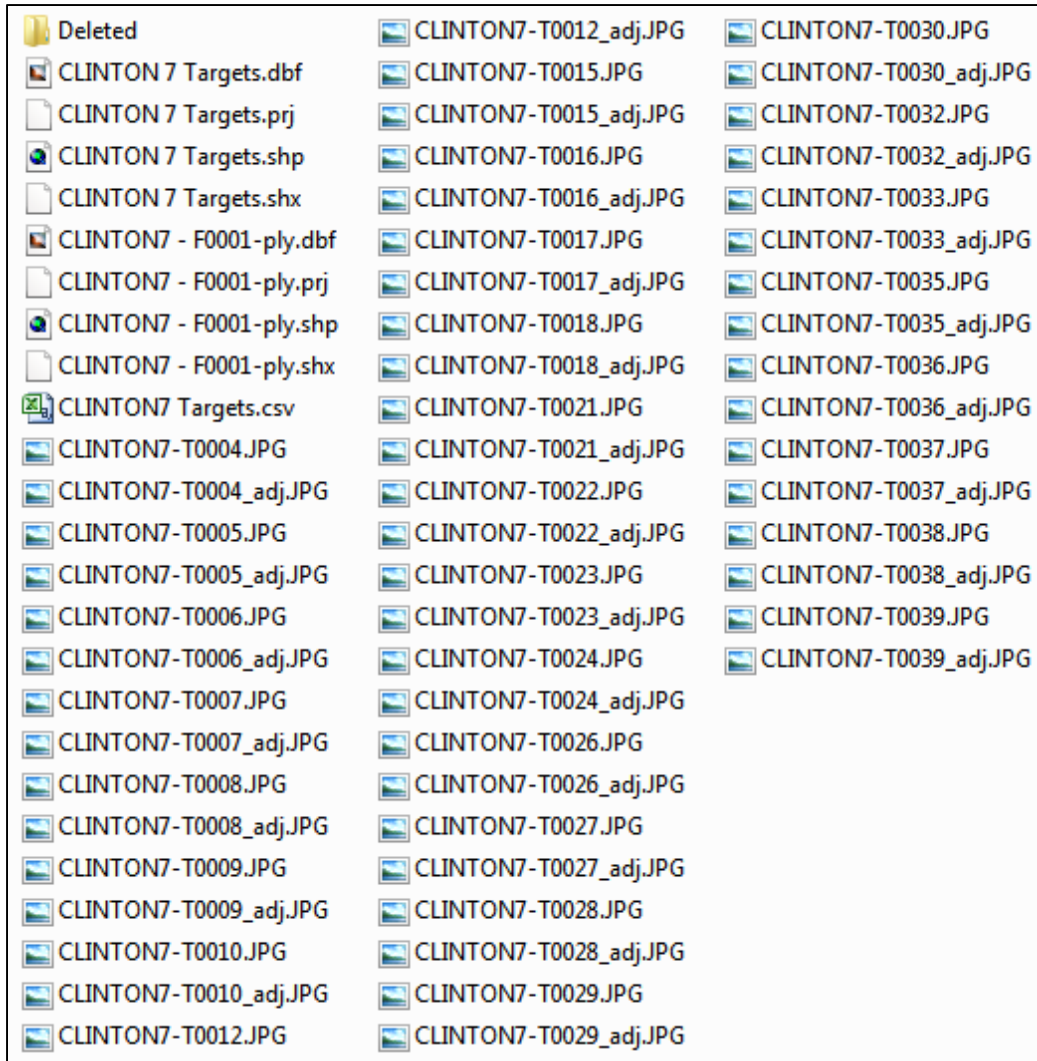 Deleted
CLINTON 7 Targets.dbf
CLINTON 7 Targets.prj
CLINTON 7 Targets.shp
CLINTON 7 Targets.shx
CLINTON7 - F0001-ply.dbf
CLINTON7 - F0001-ply.prj
CLINTON7 - F0001-ply.shp
CLINTON7 - F0001-ply.shx
CLINTON7 Targets.csv
CLINTON7-T0004.JPG
CLINTON7-T0004_adj.JPG
CLINTON7-T0005.JPG
CLINTON7-T0005_adj.JPG
CLINTON7-T0006.JPG
CLINTON7-T0006_adj.JPG
CLINTON7-T0007.JPG
CLINTON7-T0007_adj.JPG
CLINTON7-T0008.JPG
CLINTON7-T0008_adj.JPG
CLINTON7-T0009.JPG
CLINTON7-T0009_adj.JPG
CLINTON7-T0010.JPG
CLINTON7-T0010_adj.JPG
CLINTON7-T0012.JPG
CLINTON7-T0012_adj.JPG
CLINTON7-T0015.JPG
CLINTON7-T0015_adj.JPG
CLINTON7-T0016.JPG
CLINTON7-T0016_adj.JPG
CLINTON7-T0017.JPG
CLINTON7-T0017_adj.JPG
CLINTON7-T0018.JPG
CLINTON7-T0018_adj.JPG
CLINTON7-T0021.JPG
CLINTON7-T0021_adj.JPG
CLINTON7-T0022.JPG
CLINTON7-T0022_adj.JPG
CLINTON7-T0023.JPG
CLINTON7-T0023_adj.JPG
CLINTON7-T0024.JPG
CLINTON7-T0024_adj.JPG
CLINTON7-T0026.JPG
CLINTON7-T0026_adj.JPG
CLINTON7-T0027.JPG
CLINTON7-T0027_adj.JPG
CLINTON7-T0028.JPG
CLINTON7-T0028_adj.JPG
CLINTON7-T0029.JPG
CLINTON7-T0029_adj.JPG
CLINTON7-T0030.JPG
CLINTON7-T0030_adj.JPG
CLINTON7-T0032.JPG
CLINTON7-T0032_adj.JPG
CLINTON7-T0033.JPG
CLINTON7-T0033_adj.JPG
CLINTON7-T0035.JPG
CLINTON7-T0035_adj.JPG
CLINTON7-T0036.JPG
CLINTON7-T0036_adj.JPG
CLINTON7-T0037.JPG
CLINTON7-T0037_adj.JPG
CLINTON7-T0038.JPG
CLINTON7-T0038_adj.JPG
CLINTON7-T0039.JPG
CLINTON7-T0039_adj.JPG